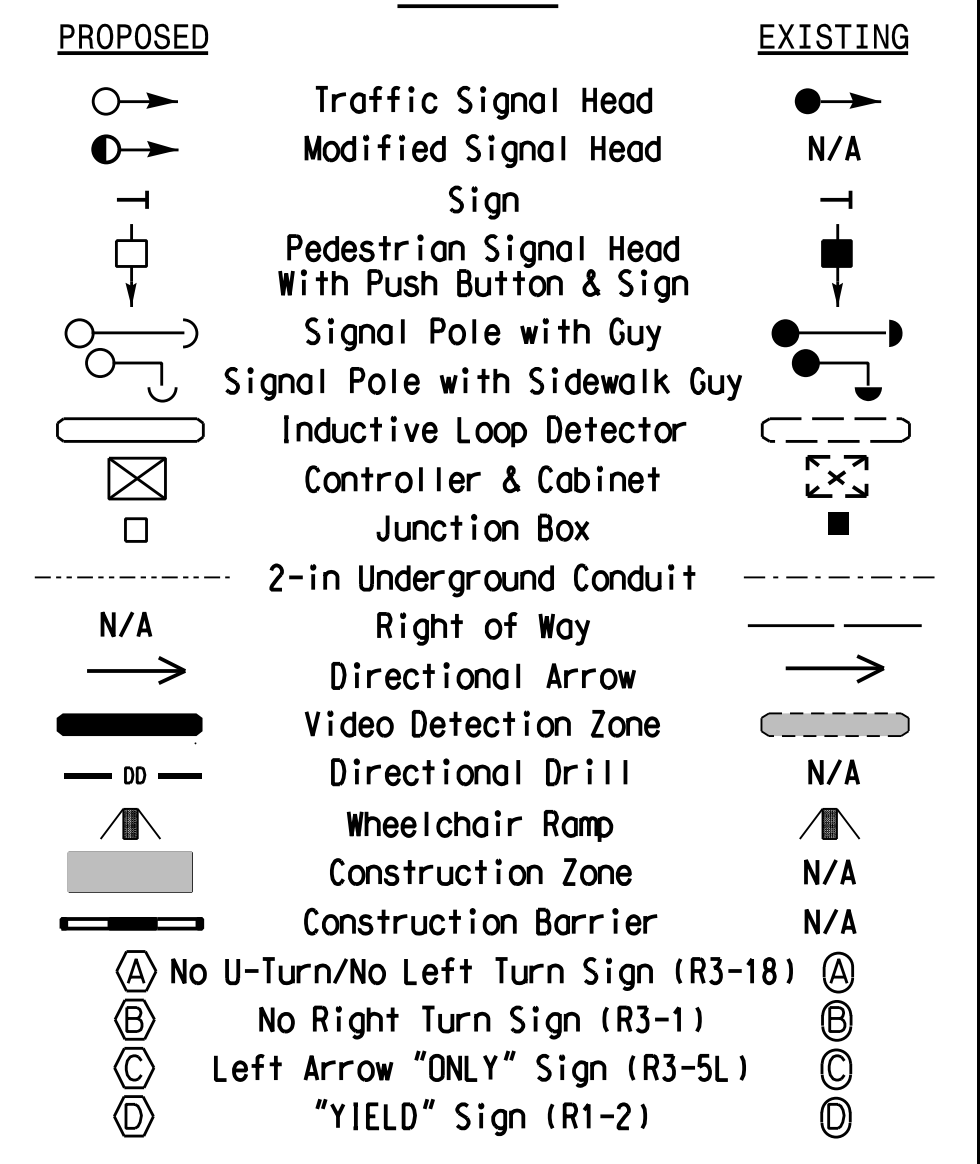 PROPOSED EXISTING
Traffic Signal Head
Modified Signal Head N/A
Sign
Pedestrian Signal Head
With Push Button & Sign
Signal Pole with Guy
Signal Pole with Sidewalk Guy
Inductive Loop Detector
Controller & Cabinet
Junction Box
2-in Underground Conduit
N/A Right of Way
Directional Arrow
Video Detection Zone
DD Directional Drill N/A
Wheelchair Ramp
Construction Zone N/A
Construction Barrier N/A
A No U-Turn/No Left Turn Sign (R3-18) A
B No Right Turn Sign (R3-1) B
C Left Arrow "ONLY" Sign (R3-5L) C
D "YIELD" Sign (R1-2) D